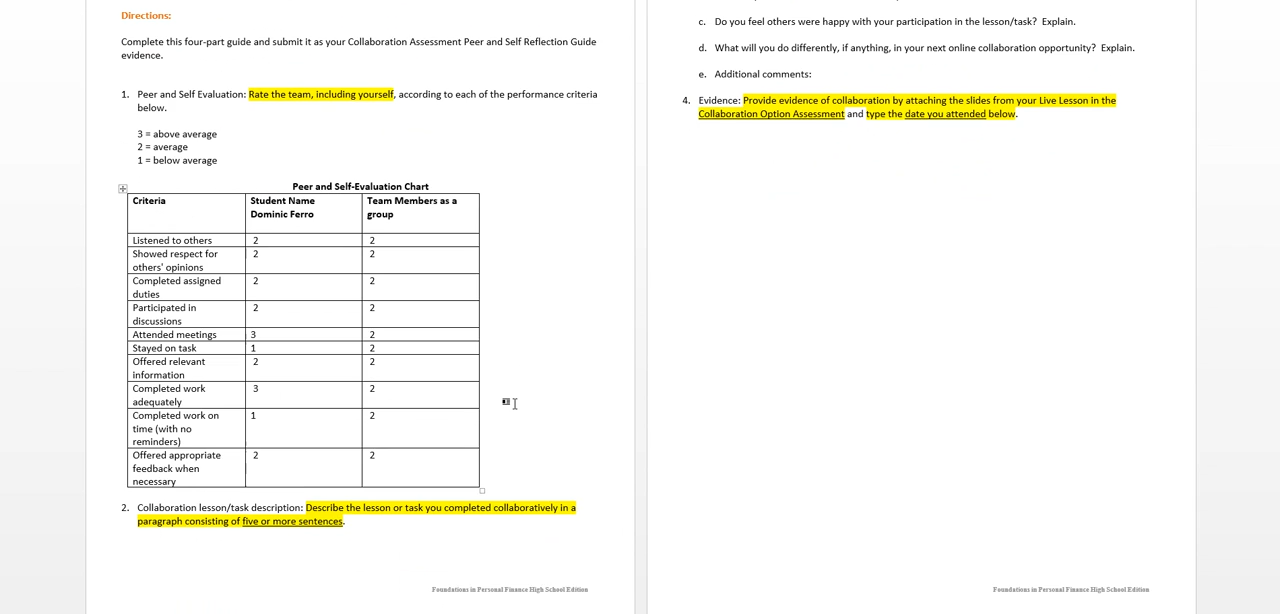 Directions:
Complete this four-part guide and submit it as your Collaboration Assessment Peer and Self Reflection Guide
evidence.
1. Peer and Self Evaluation: Rate the team, including yourself, according to each of the performance criteria
below.
3 = above average
2 = average
1 = below average
Peer and Self-Evaluation Chart
Criteria Student Name Team Members as a
Dominic Ferro group
Listened to others 2 2
Showed respect for 2 2
others' opinions
Completed assigned 2 2
duties
Participated in 2 2
discussions
Attended meetings 3 2
Stayed on task 1 2
Offered relevant 2 2
information
Completed work 3 2
adequately
Completed work on 1 2
time (with no
reminders)
Offered appropriate 2 2
feedback when
necessary
2. Collaboration lesson/task description: Describe the lesson or task you completed collaboratively in a
paragraph consisting of five or more sentences.
Foundations in Personal Finance High School Edition
c. Do you feel others were happy with your participation in the lesson/task? Explain.
d. What will you do differently, if anything, in your next online collaboration opportunity? Explain.
e. Additional comments:
4. Evidence: Provide evidence of collaboration by attaching the slides from your Live Lesson in the
Collaboration Option Assessment and type the date you attended below.
Foundations in Personal Finance High School Edition